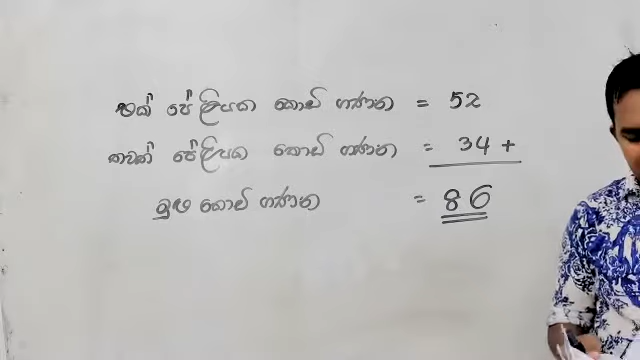 එක් පේළියක කොඩි ගණන = 52
තවත් පේළියක කොඩි ගණන = 34 +
මුළු කොඩි ගණන = 86